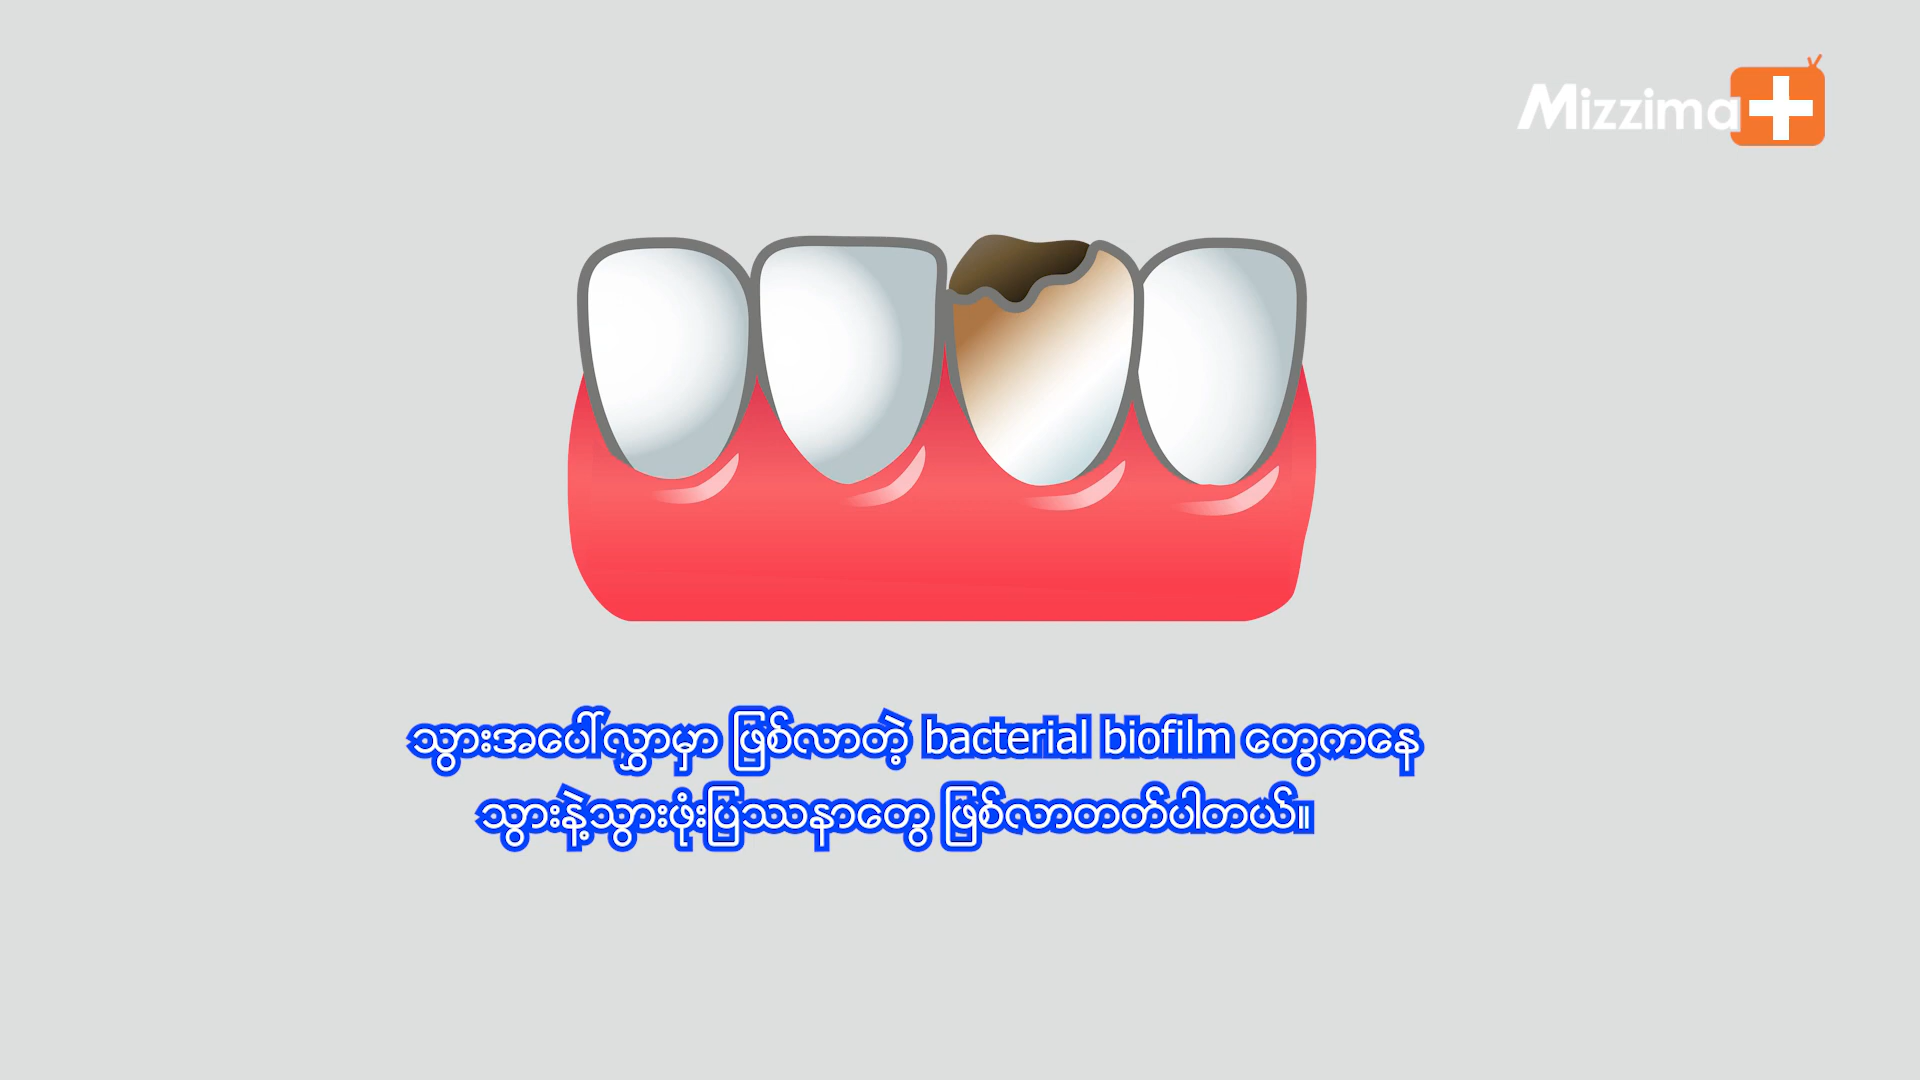 Mizzima+
သွားအပေါ်လွှာမှာ ဖြစ်လာတဲ့ bacterial biofilm တွေကနေ
သွားနဲ့သွားဖုံးပြဿနာတွေ ဖြစ်လာတတ်ပါတယ်။